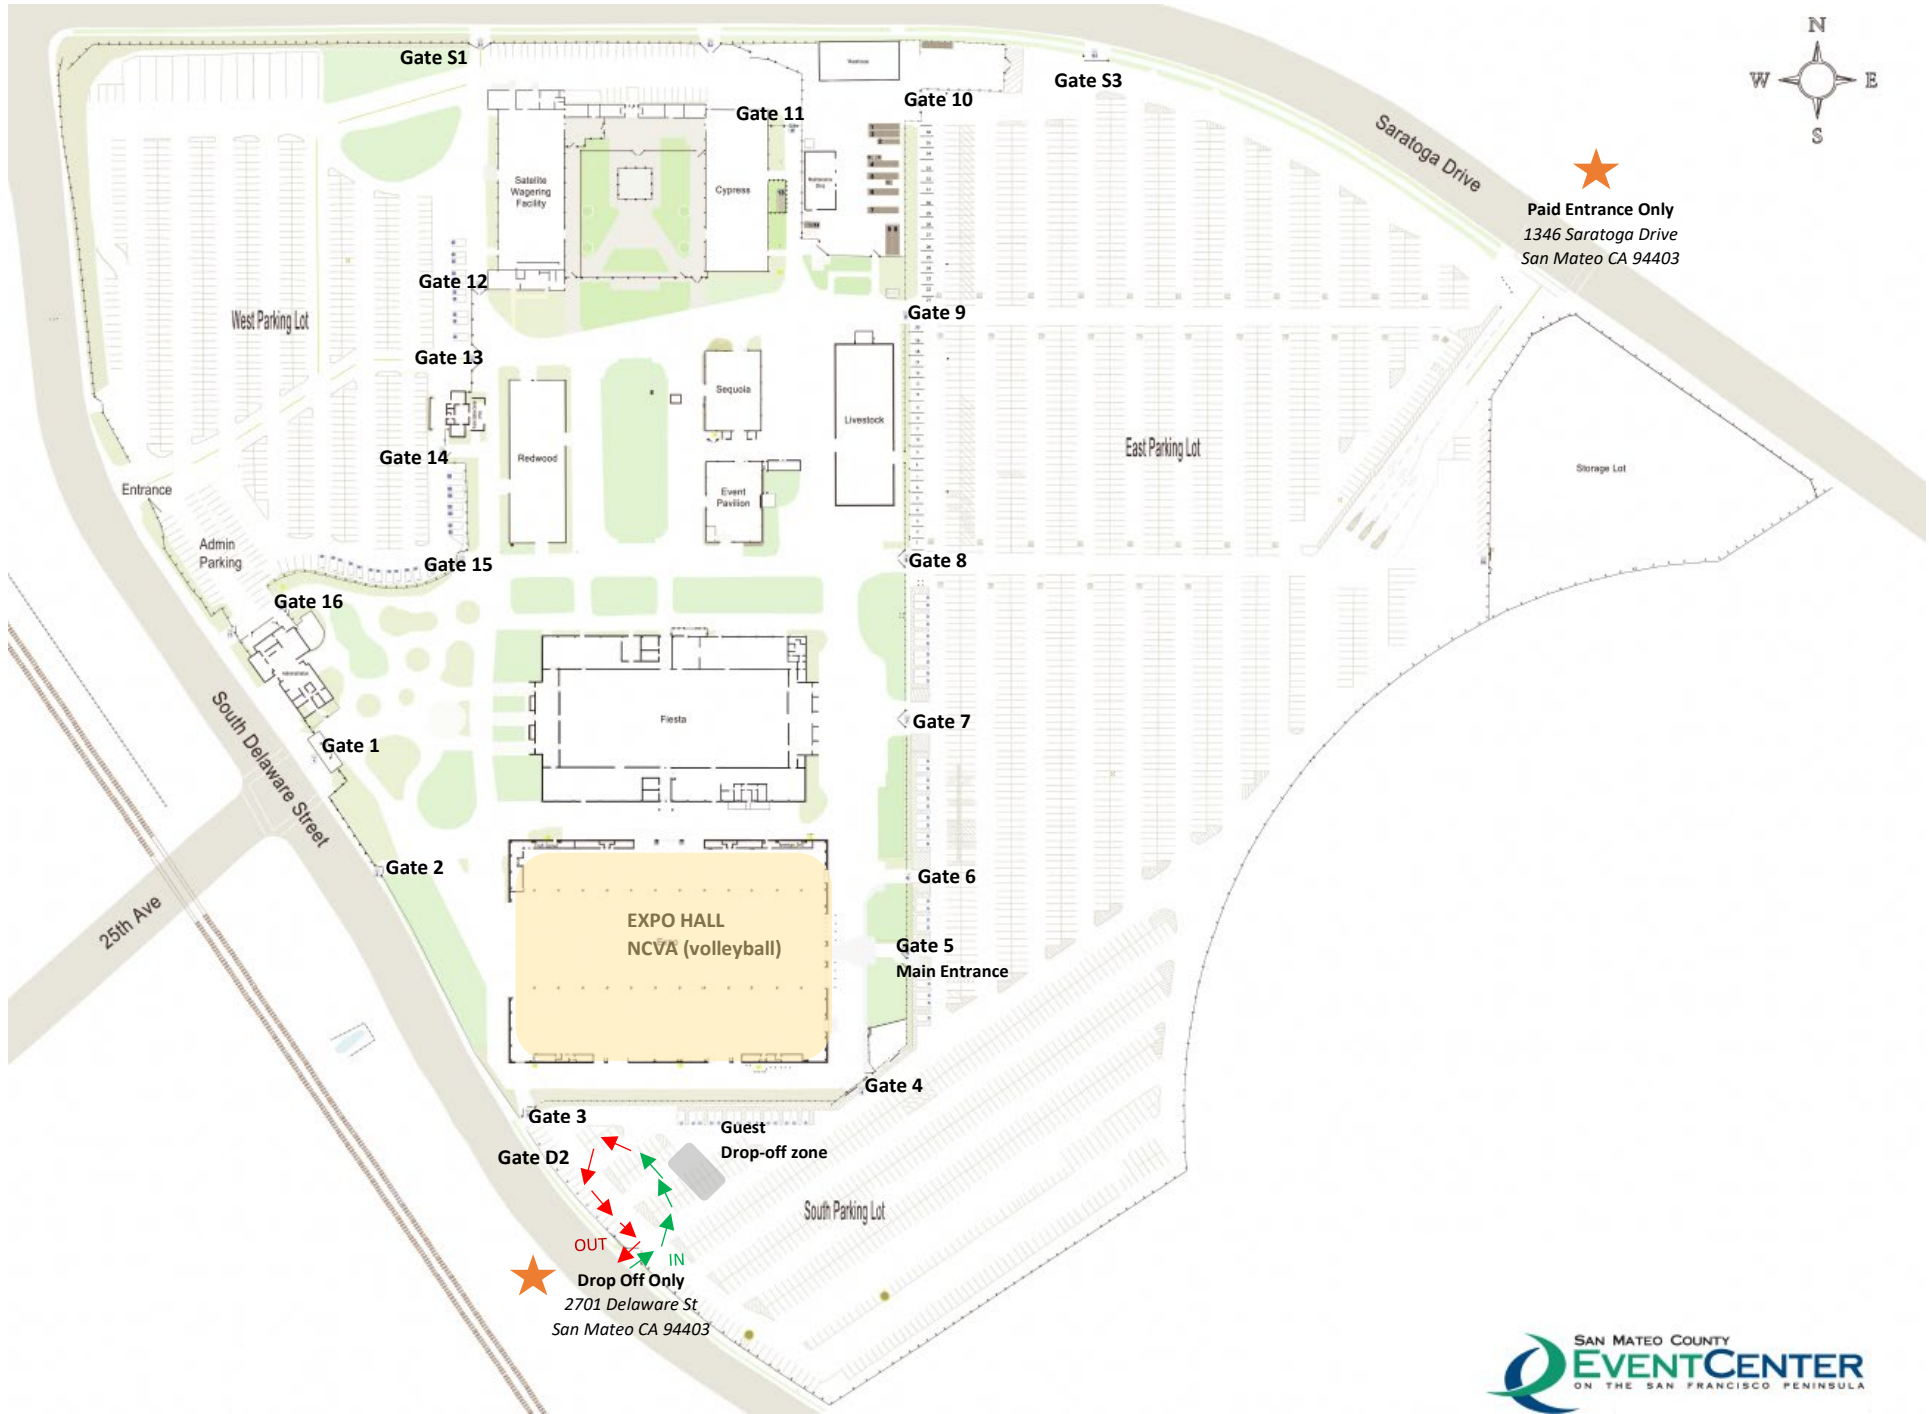 N
W
E
S
Gate S1
Gate S3
Gate 10
Gate 11
Saratoga Drive
Satellite
Wagering
Facility
Cypress
Paid Entrance Only
1346 Saratoga Drive
San Mateo CA 94403
Gate 12
Gate 9
West Parking Lot
Gate 13
Sequoia
Livestock
East Parking Lot
Gate 14
Redwood
Storage Lot
Entrance
Event
Pavilion
Admin
Parking
Gate 15
Gate 8
Gate 16
South Delaware Street
Fiesta
Gate 7
Gate 1
Gate 2
Gate 6
25th Ave
EXPO HALL
NCVA (volleyball)
Gate 5
Main Entrance
Gate 4
Gate 3
Guest
Drop-off zone
Gate D2
South Parking Lot
OUT
IN
Drop Off Only
2701 Delaware St
San Mateo CA 94403
SAN MATEO COUNTY
EVENTCENTER
ON THE SAN FRANCISCO PENINSULA